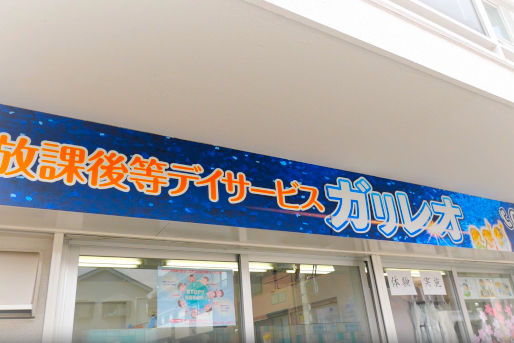 放課後等デイサービス ガリレオ
体験 実施